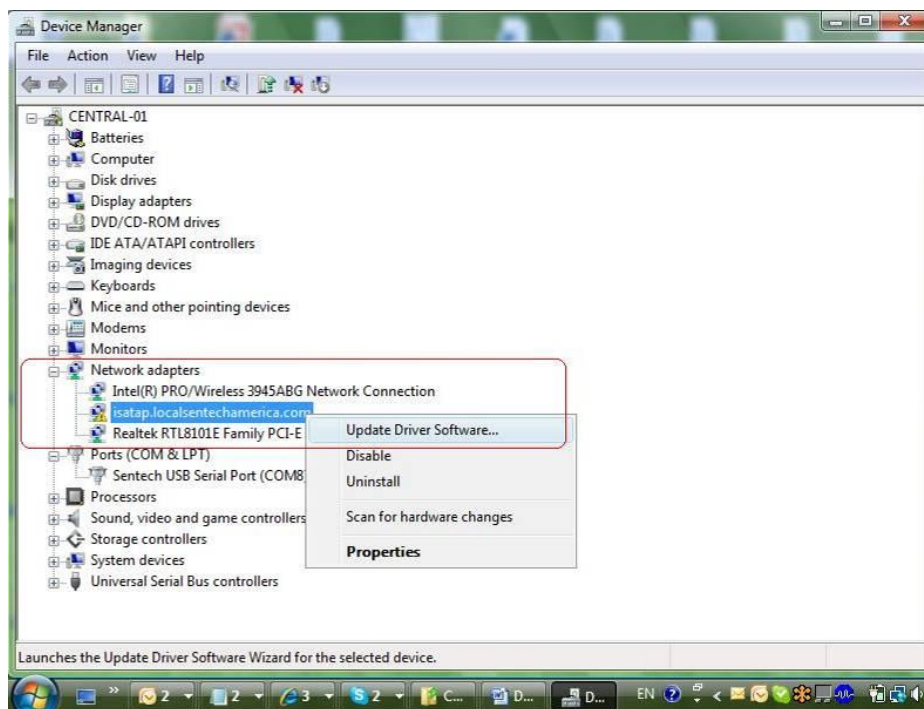 Device Manager
File Action View Help
CENTRAL-01
Batteries
Computer
Disk drives
Display adapters
DVD/CD-ROM drives
IDE ATA/ATAPI controllers
Imaging devices
Keyboards
Mice and other pointing devices
Modems
Monitors
Network adapters
Intel(R) PRO/Wireless 3945ABG Network Connection
isatap.localsentechamerica.com
Realtek RTL8101E Family PCI-E
Ports (COM & LPT)
Sentech USB Serial Port (COM8
Processors
Sound, video and game controllers
Storage controllers
System devices
Universal Serial Bus controllers
Update Driver Software...
Disable
Uninstall
Scan for hardware changes
Properties
Launches the Update Driver Software Wizard for the selected device.
» 2 2 3 2 C... D... D... EN <